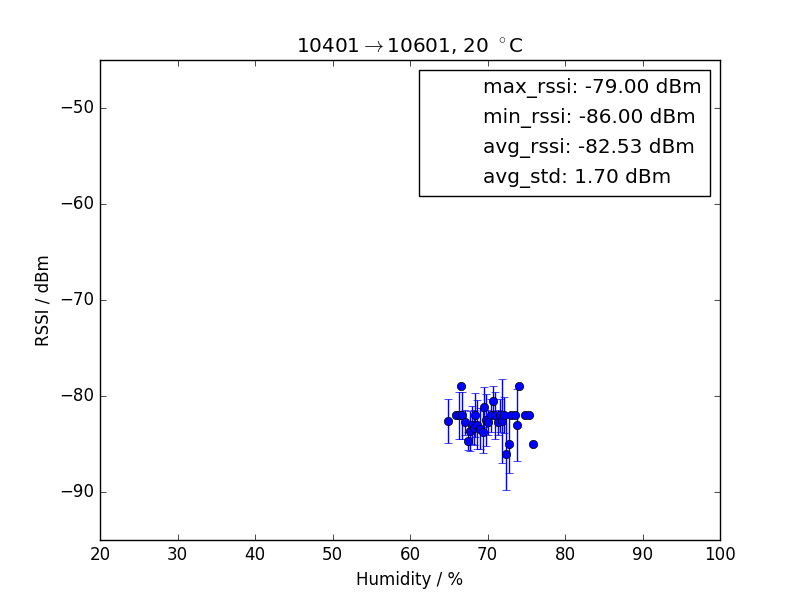 10401→10601, 20 °C
max_rssi: -79.00 dBm
min_rssi: -86.00 dBm
avg_rssi: -82.53 dBm
avg_std: 1.70 dBm
RSSI / dBm
−50
−60
−70
−80
−90
20 30 40 50 60 70 80 90 100
Humidity / %